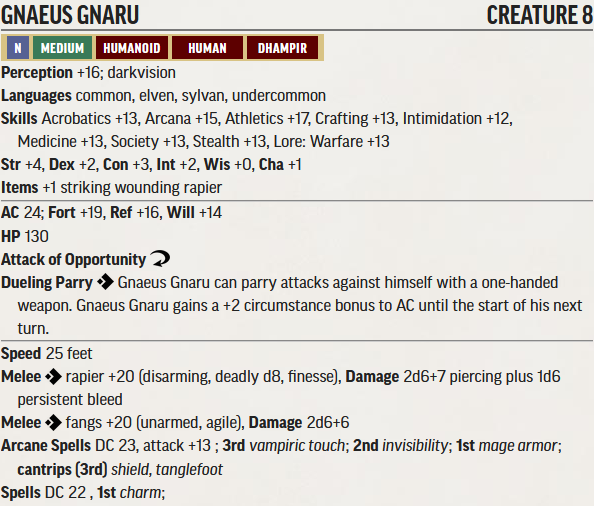 GNAEUS GNARU CREATURE 8
N MEDIUM HUMANOID HUMAN DHAMPIR
Perception +16; darkvision
Languages common, elven, sylvan, undercommon
Skills Acrobatics +13, Arcana +15, Athletics +17, Crafting +13, Intimidation +12,
Medicine +13, Society +13, Stealth +13, Lore: Warfare +13
Str +4, Dex +2, Con +3, Int +2, Wis +0, Cha +1
Items +1 striking wounding rapier
AC 24; Fort +19, Ref +16, Will +14
HP 130
Attack of Opportunity
Dueling Parry Gnaeus Gnaru can parry attacks against himself with a one-handed
weapon. Gnaeus Gnaru gains a +2 circumstance bonus to AC until the start of his next
turn.
Speed 25 feet
Melee rapier +20 (disarming, deadly d8, finesse), Damage 2d6+7 piercing plus 1d6
persistent bleed
Melee fangs +20 (unarmed, agile), Damage 2d6+6
Arcane Spells DC 23, attack +13 ; 3rd vampiric touch; 2nd invisibility; 1st mage armor;
cantrips (3rd) shield, tanglefoot
Spells DC 22 , 1st charm;